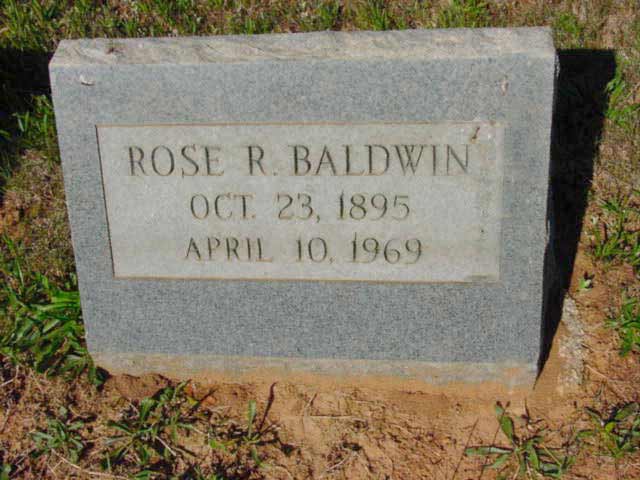 ROSE R. BALDWIN
OCT. 23, 1895
APRIL 10, 1969